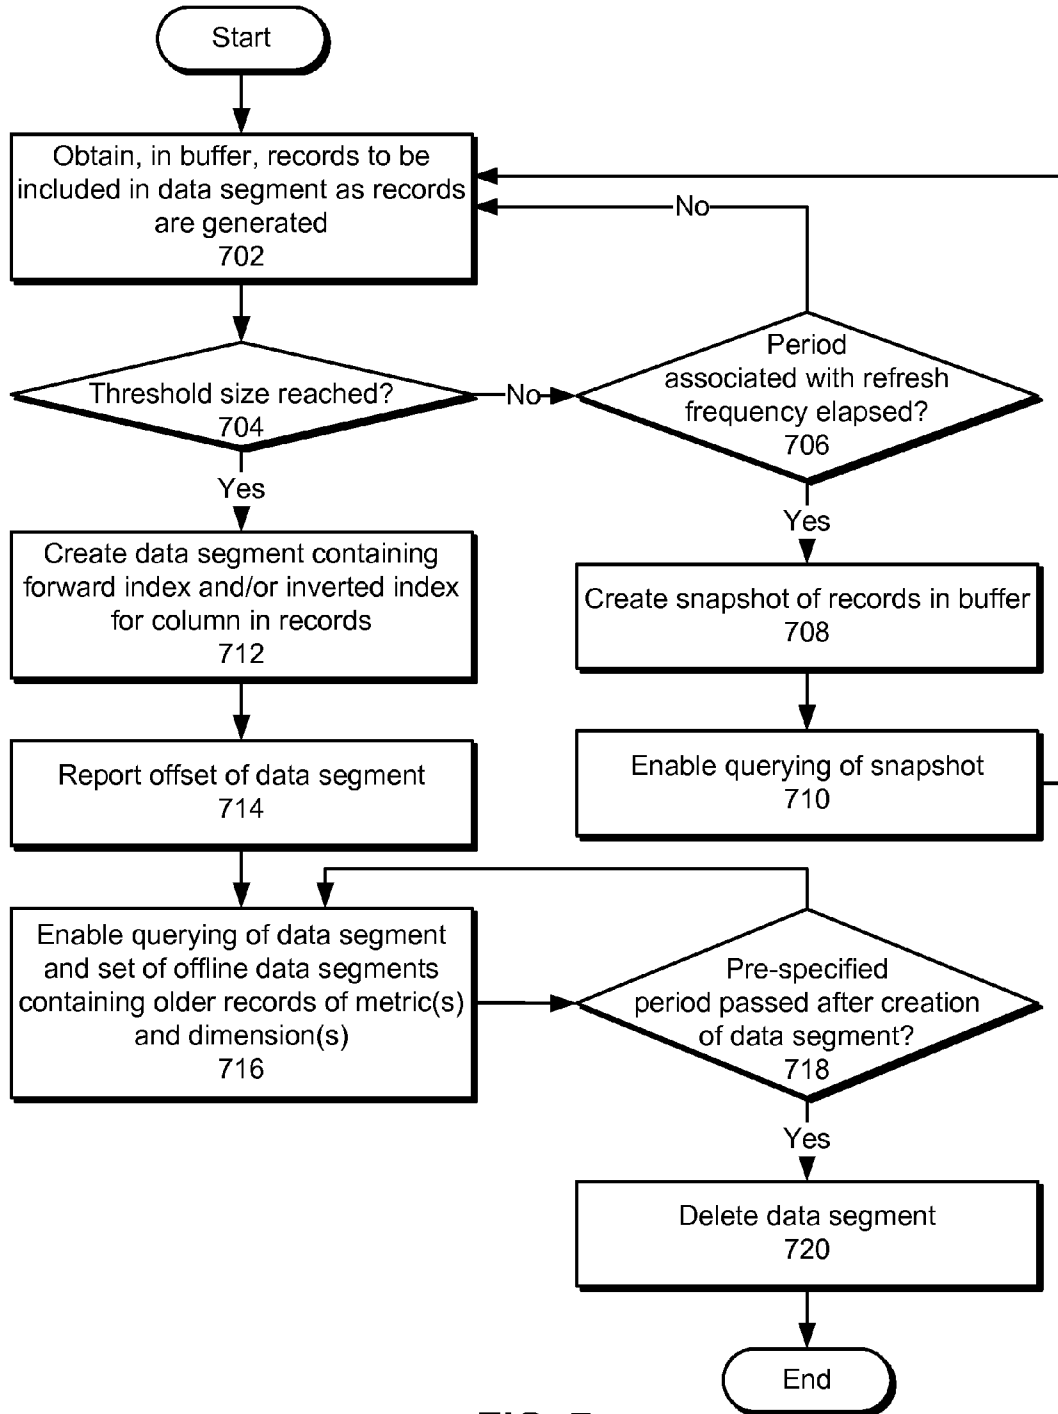 Start
Obtain, in buffer, records to be
included in data segment as records
are generated
702
No
Threshold size reached?
704
No
Period
associated with refresh
frequency elapsed?
706
Yes
Yes
Create data segment containing
forward index and/or inverted index
for column in records
712
Create snapshot of records in buffer
708
Report offset of data segment
714
Enable querying of snapshot
710
Enable querying of data segment
and set of offline data segments
containing older records of metric(s)
and dimension(s)
716
Pre-specified
period passed after creation
of data segment?
718
Yes
Delete data segment
720
End